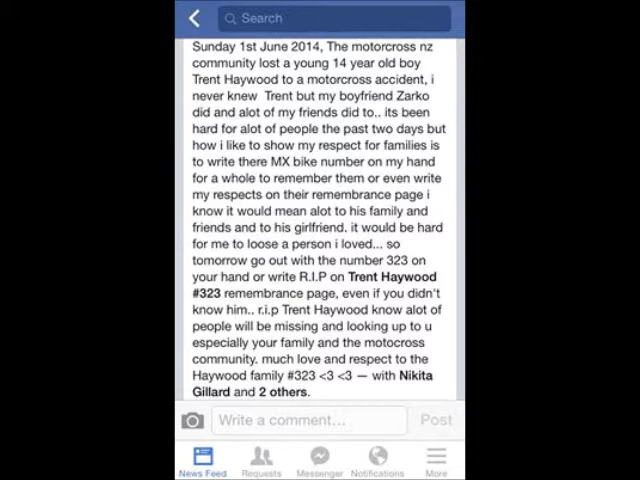 Search
Sunday 1st June 2014, The motorcross nz
community lost a young 14 year old boy
Trent Haywood to a motorcross accident, i
never knew  Trent but my boyfriend Zarko
did and alot of my friends did to.. its been
hard for alot of people the past two days but
how i like to show my respect for families is
to write there MX bike number on my hand
for a whole to remember them or even write
my respects on their remembrance page i
know it would mean alot to his family and
friends and to his girlfriend. it would be hard
for me to loose a person i loved... so
tomorrow go out with the number 323 on
your hand or write R.I.P on Trent Haywood
#323 remembrance page, even if you didn't
know him.. r.i.p Trent Haywood know alot of
people will be missing and looking up to u
especially your family and the motocross
community. much love and respect to the
Haywood family #323 <3 <3 — with Nikita
Gillard and 2 others.
Write a comment... Post
News Feed Requests Messenger Notifications More